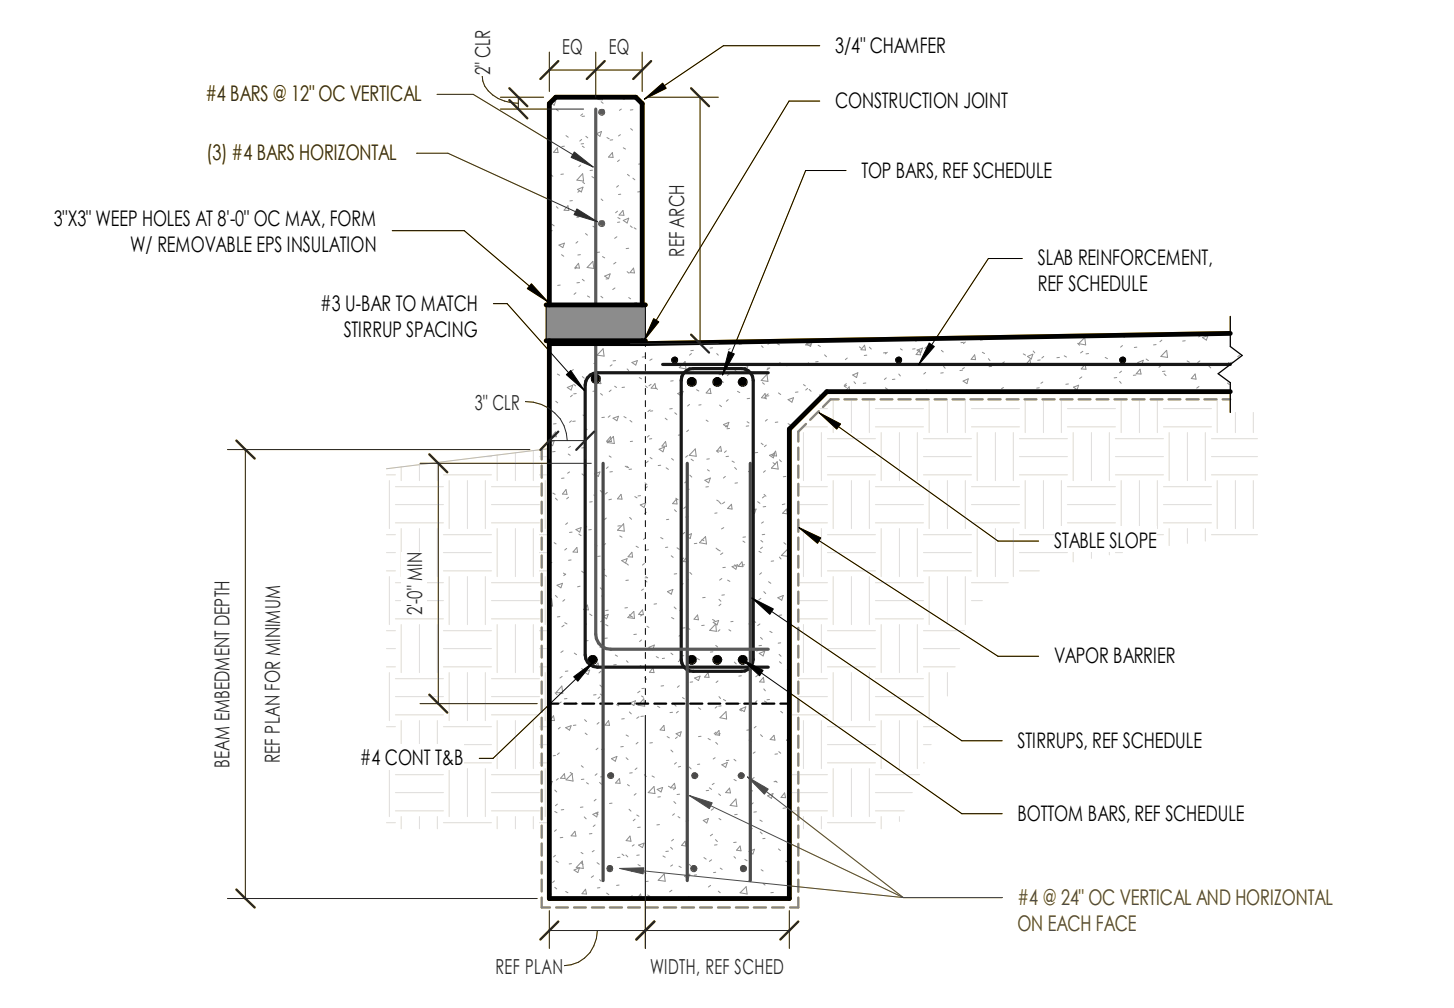 2" CLR
EQ
EQ
3/4" CHAMFER
#4 BARS @ 12" OC VERTICAL
CONSTRUCTION JOINT
(3) #4 BARS HORIZONTAL
TOP BARS, REF SCHEDULE
3"X3" WEEP HOLES AT 8'-0" OC MAX, FORM
W/ REMOVABLE EPS INSULATION
REF ARCH
SLAB REINFORCEMENT,
REF SCHEDULE
#3 U-BAR TO MATCH
STIRRUP SPACING
3" CLR
STABLE SLOPE
2'-0" MIN
BEAM EMBEDMENT DEPTH
REF PLAN FOR MINIMUM
VAPOR BARRIER
#4 CONT T&B
STIRRUPS, REF SCHEDULE
BOTTOM BARS, REF SCHEDULE
#4 @ 24" OC VERTICAL AND HORIZONTAL
ON EACH FACE
REF PLAN
WIDTH, REF SCHED